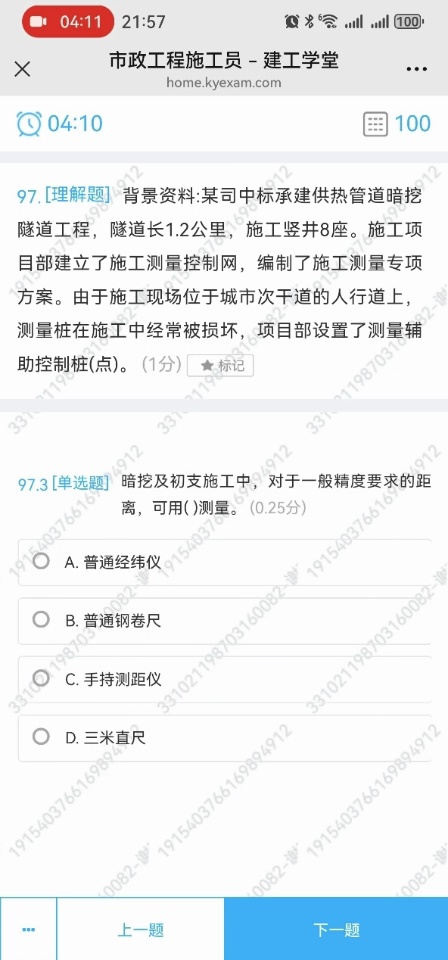 04:11 21:57 6 100
市政工程施工员 – 建工学堂
home.kyexam.com
04:10 100
97. [理解题] 背景资料:某司中标承建供热管道暗挖
隧道工程，隧道长1.2公里，施工竖井8座。施工项
目部建立了施工测量控制网，编制了施工测量专项
方案。由于施工现场位于城市次干道的人行道上，
测量桩在施工中经常被损坏，项目部设置了测量辅
助控制桩(点)。 (1分) ★ 标记
97.3 [单选题] 暗挖及初支施工中，对于一般精度要求的距
离，可用( )测量。 (0.25分)
A. 普通经纬仪
B. 普通钢卷尺
C. 手持测距仪
D. 三米直尺
上一题 下一题